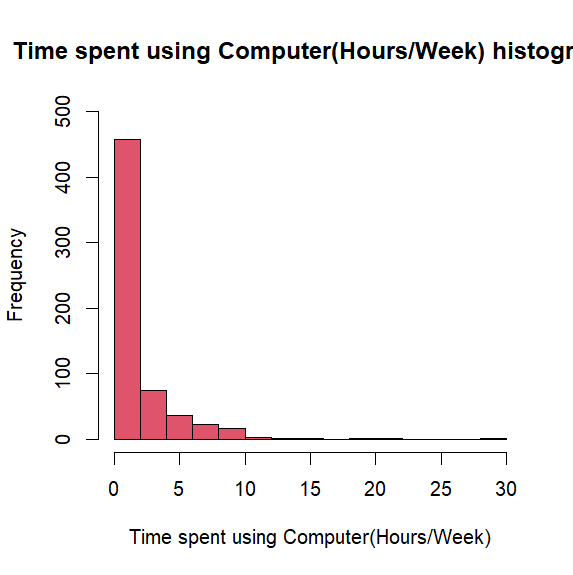 Time spent using Computer(Hours/Week) histogr
500
400
300
200
100
0
Frequency
0 5 10 15 20 25 30
Time spent using Computer(Hours/Week)